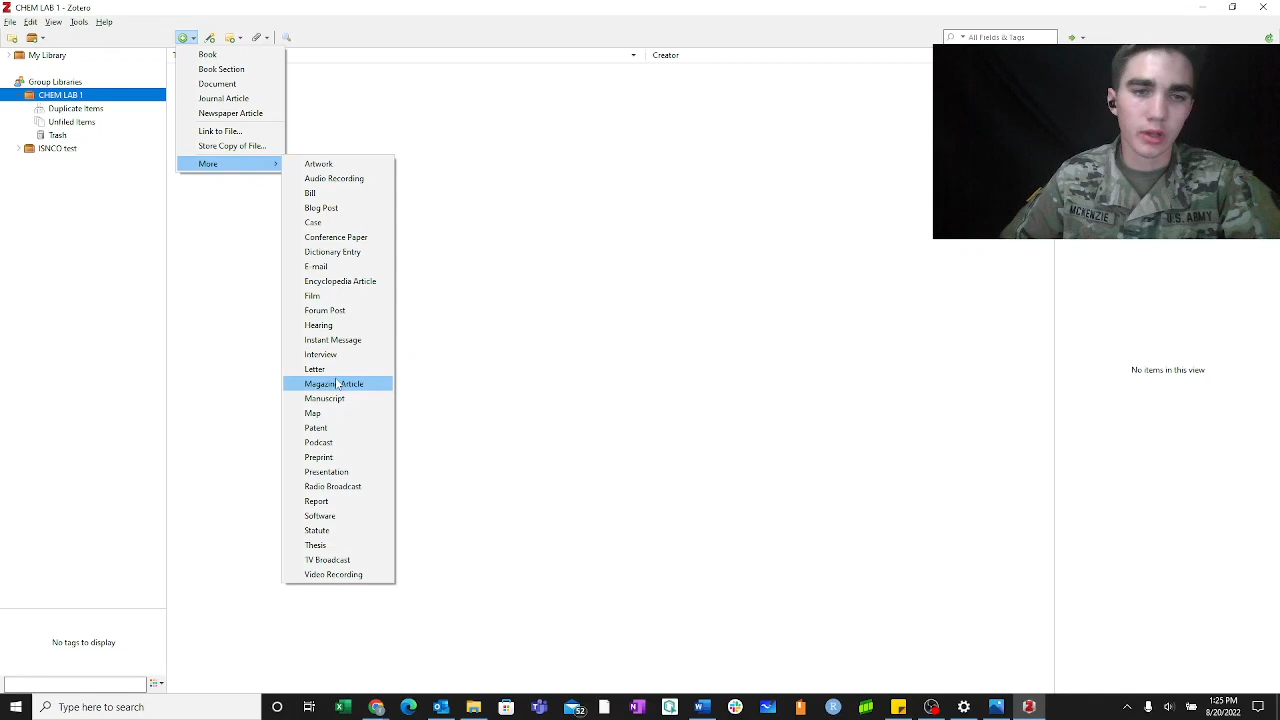 CHEM LAB 1 - Zotero
File Edit View Tools Help
All Fields & Tags
My Library
Group Libraries
CHEM LAB 1
Duplicate Items
Unfiled Items
Trash
ISNCO test
T
Creator
Book
Book Section
Document
Journal Article
Newspaper Article
Link to File...
Store Copy of File...
More
Artwork
Audio Recording
Bill
Blog Post
Case
Conference Paper
Dictionary Entry
E-mail
Encyclopedia Article
Film
Forum Post
Hearing
Instant Message
Interview
Letter
Magazine Article
Manuscript
Map
Patent
Podcast
Preprint
Presentation
Radio Broadcast
Report
Software
Statute
Thesis
TV Broadcast
Video Recording
MCKENZIE
U.S. ARMY
No items in this view
No tags to display
Type here to search
52
1:25 PM
8/20/2022